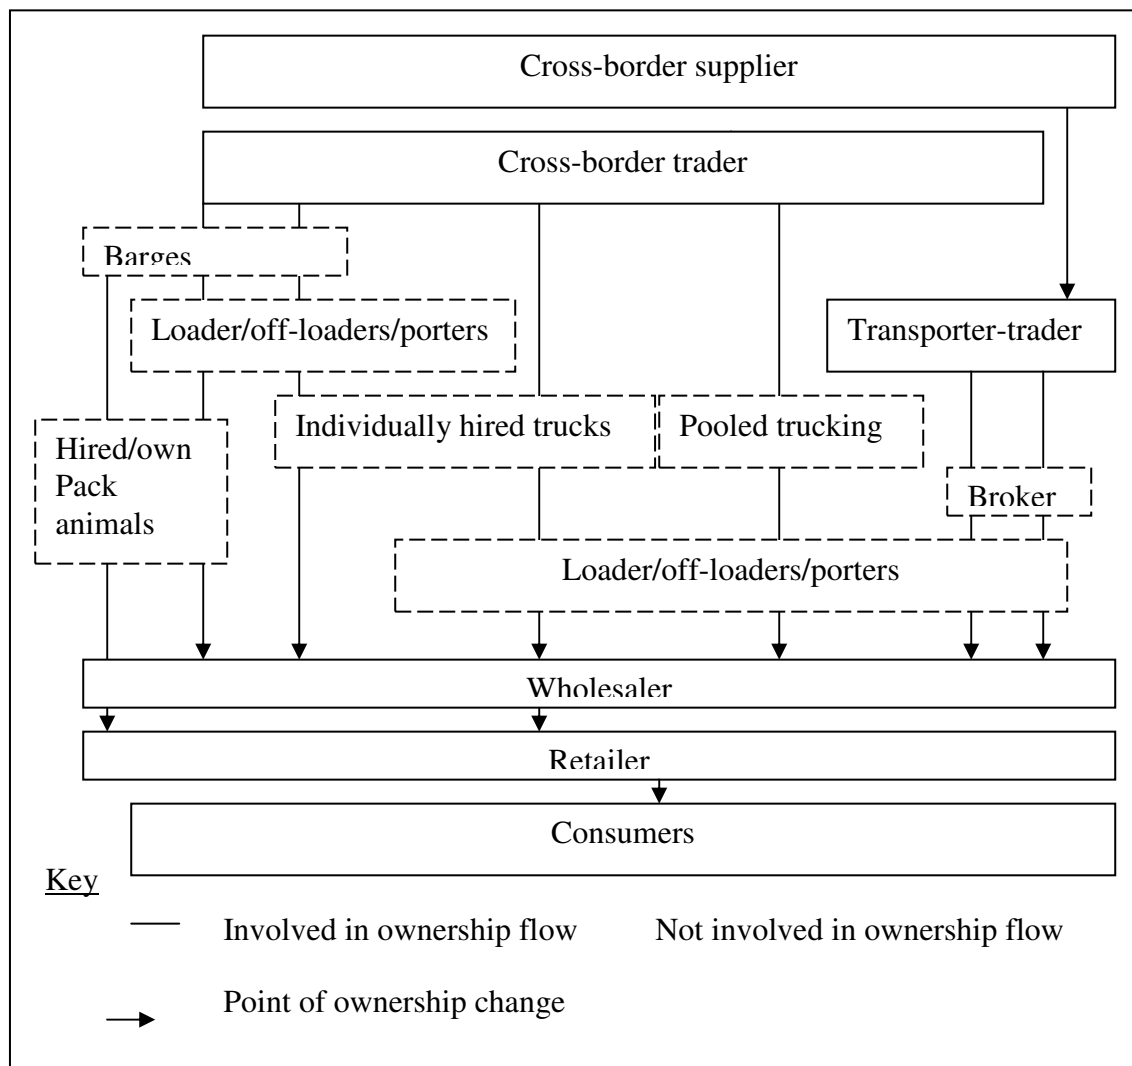 Cross-border supplier
Cross-border trader
Barges
Loader/off-loaders/porters
Transporter-trader
Individually hired trucks
Pooled trucking
Hired/own
Pack
animals
Broker
Loader/off-loaders/porters
Wholesaler
Retailer
Consumers
Key
Involved in ownership flow
Not involved in ownership flow
Point of ownership change